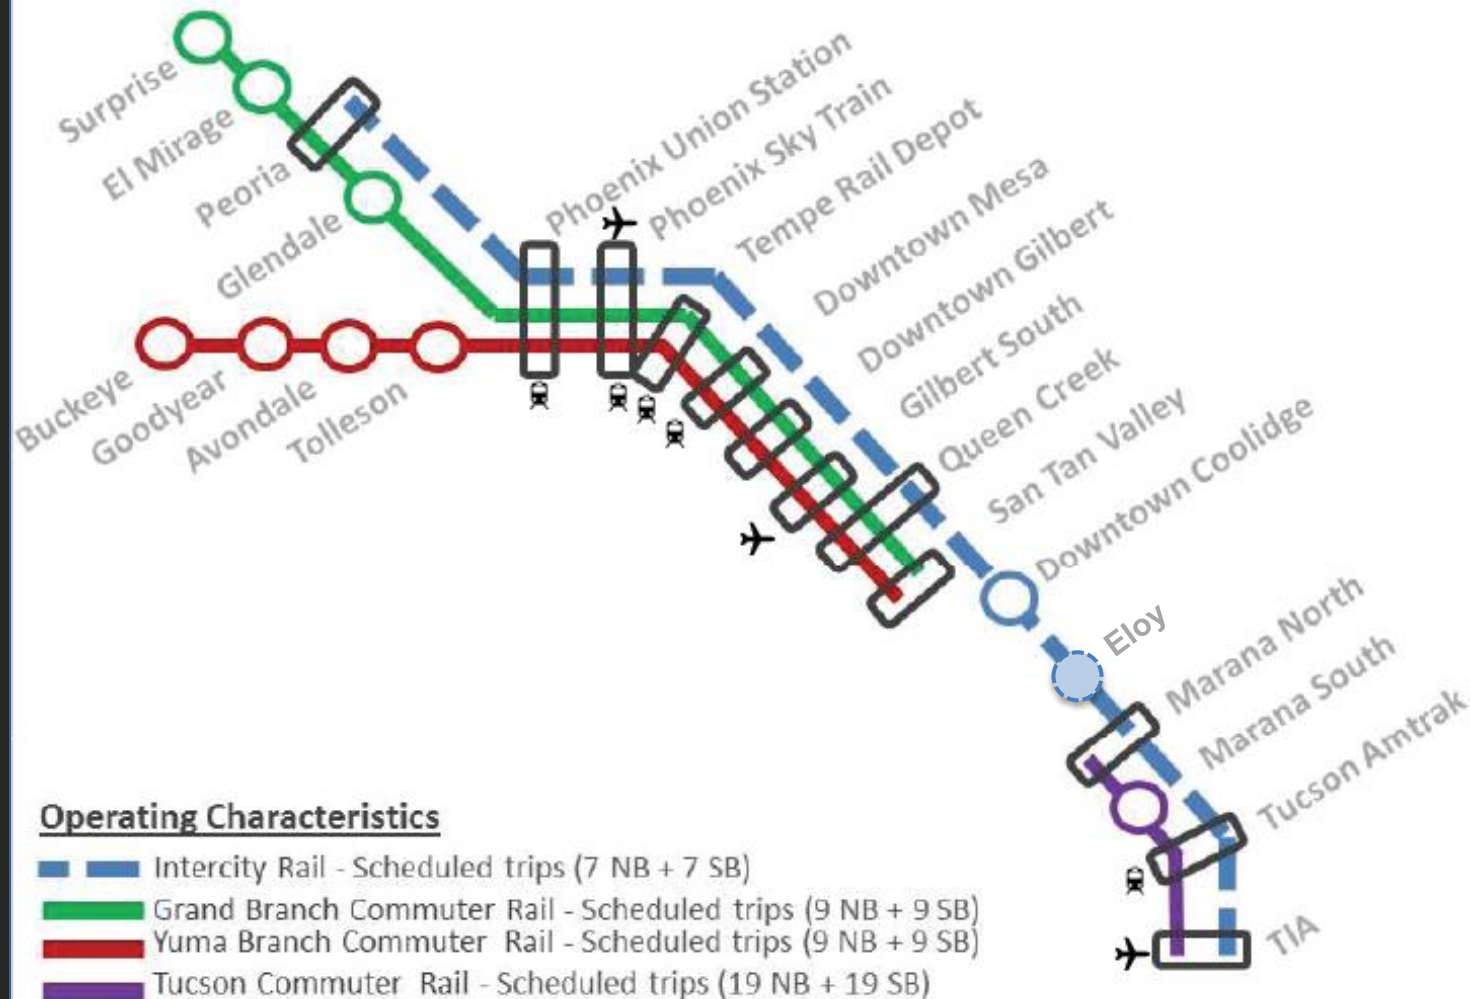 Surprise
El Mirage
Peoria
Glendale
Phoenix Union Station
Phoenix Sky Train
Tempe Rail Depot
Downtown Mesa
Downtown Gilbert
Gilbert South
Queen Creek
San Tan Valley
Downtown Coolidge
Buckeye
Goodyear
Avondale
Tolleson
Eloy
Marana North
Marana South
Tucson Amtrak
TIA
Operating Characteristics
Intercity Rail - Scheduled trips (7 NB + 7 SB)
Grand Branch Commuter Rail - Scheduled trips (9 NB + 9 SB)
Yuma Branch Commuter Rail - Scheduled trips (9 NB + 9 SB)
Tucson Commuter Rail - Scheduled trips (19 NB + 19 SB)